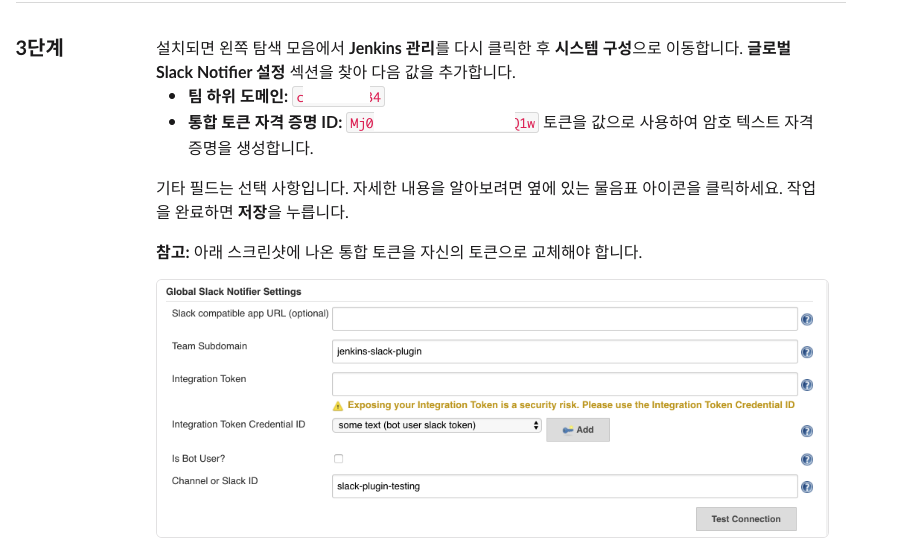 3단계
설치되면 왼쪽 탐색 모음에서 Jenkins 관리를 다시 클릭한 후 시스템 구성으로 이동합니다. 글로벌
Slack Notifier 설정 섹션을 찾아 다음 값을 추가합니다.
• 팀 하위 도메인: 34
• 통합 토큰 자격 증명 ID: Mj0 Q1w 토큰을 값으로 사용하여 암호 텍스트 자격
증명을 생성합니다.
기타 필드는 선택 사항입니다. 자세한 내용을 알아보려면 옆에 있는 물음표 아이콘을 클릭하세요. 작업
을 완료하면 저장을 누릅니다.
참고: 아래 스크린샷에 나온 통합 토큰을 자신의 토큰으로 교체해야 합니다.
Global Slack Notifier Settings
Slack compatible app URL (optional)
Team Subdomain
jenkins-slack-plugin
Integration Token
Exposing your Integration Token is a security risk. Please use the Integration Token Credential ID
Integration Token Credential ID
some text (bot user slack token)
Add
Is Bot User?
Channel or Slack ID
slack-plugin-testing
Test Connection